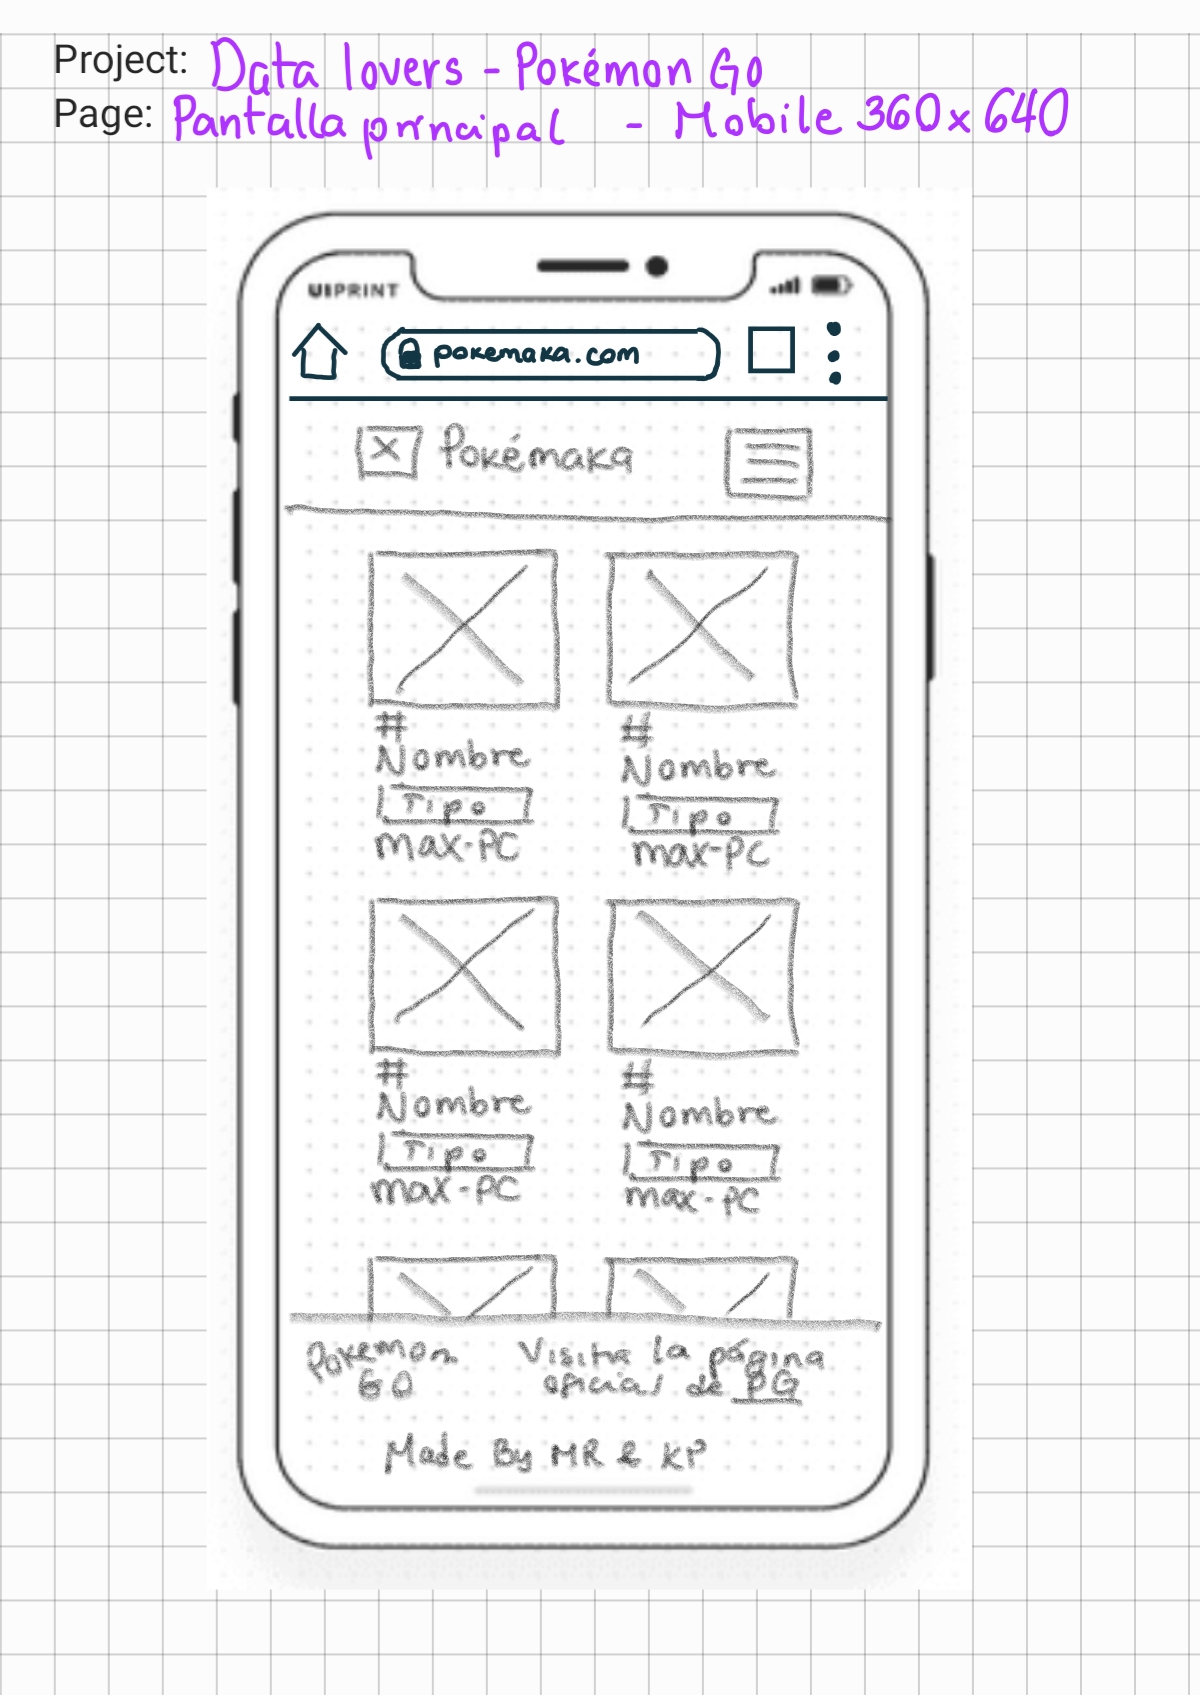 Project: Data lovers - Pokémon Go
Page: Pantalla principal - Mobile 360x640
UIPRINT
pokemaka.com
Pokémaka
# #
Nombre Nombre
Tipo Tipo
max-PC max-PC
# #
Nombre Nombre
Tipo Tipo
max-PC max-PC
Pokemon Visita la página
GO oficial de PG
Made By MR & KP